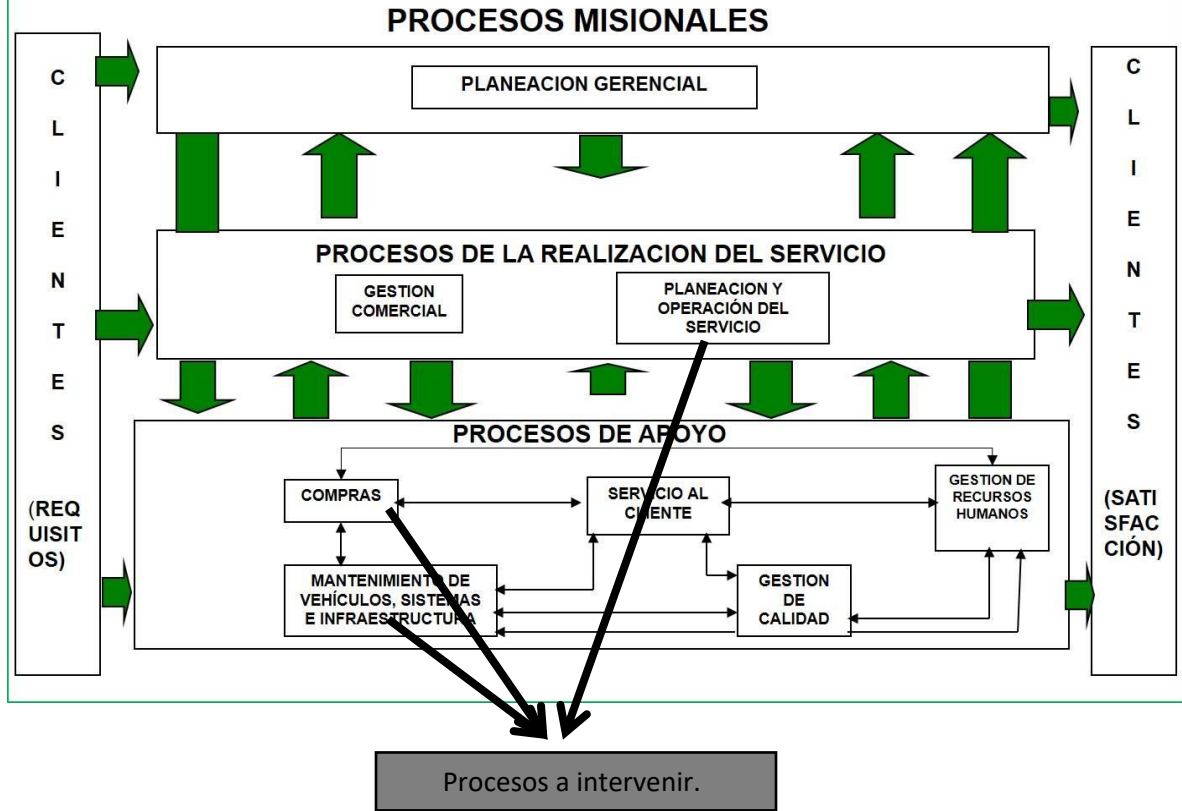 PROCESOS MISIONALES
C
L
I
E
N
T
E
S
(REQ
UISIT
OS)
PLANEACION GERENCIAL
PROCESOS DE LA REALIZACION DEL SERVICIO
GESTION
COMERCIAL
PLANEACION Y
OPERACIÓN DEL
SERVICIO
PROCESOS DE APOYO
COMPRAS
SERVICIO AL
CLIENTE
GESTION DE
RECURSOS
HUMANOS
MANTENIMIENTO DE
VEHÍCULOS, SISTEMAS
E INFRAESTRUCTURA
GESTION
DE
CALIDAD
C
L
I
E
N
T
E
S
(SATI
SFAC
CIÓN)
Procesos a intervenir.